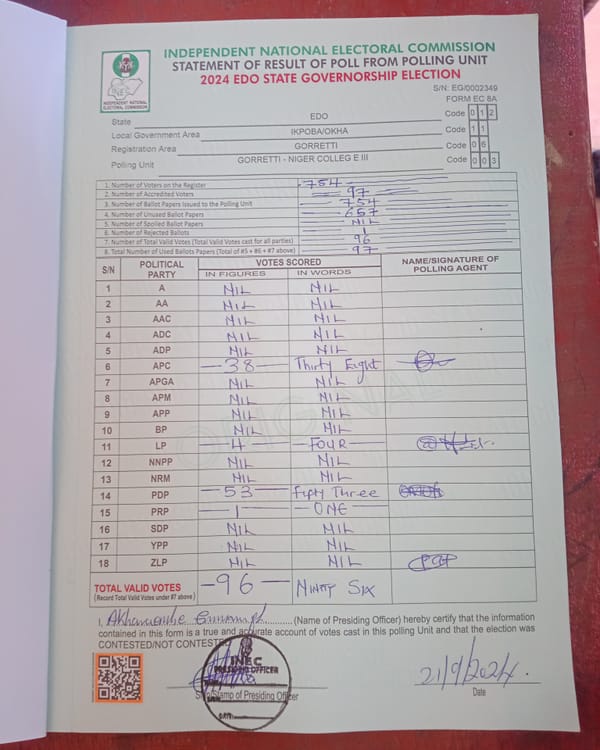 INDEPENDENT NATIONAL ELECTORAL COMMISSION
STATEMENT OF RESULT OF POLL FROM POLLING UNIT
2024 EDO STATE GOVERNORSHIP ELECTION
INEC
INDEPENDENT NATIONAL ELECTORAL COMMISSION
S/N: EG/0002349
FORM EC 8A
State EDO Code 0 1 2
Local Government Area IKPOBA/OKHA Code 1 1
Registration Area GORRETTI Code 0 6
Polling Unit GORRETTI - NIGER COLLEG E III Code 0 0 3
1. Number of Voters on the Register 754
2. Number of Accredited Voters 97
3. Number of Ballot Papers Issued to the Polling Unit 754
4. Number of Unused Ballot Papers 657
5. Number of Spoiled Ballot Papers NIL
6. Number of Rejected Ballots 1
7. Number of Total Valid Votes (Total Valid Votes cast for all parties) 96
8. Total Number of Used Ballots Papers (Total of #5 + #6 + #7 above) 97
S/N POLITICAL PARTY VOTES SCORED NAME/SIGNATURE OF POLLING AGENT
IN FIGURES IN WORDS
1 A NIL NIL
2 AA NIL NIL
3 AAC NIL NIL
4 ADC NIL NIL
5 ADP NIL NIL
6 APC 38 Thirty Eight
7 APGA NIL NIL
8 APM NIL NIL
9 APP NIL NIL
10 BP NIL NIL
11 LP 4 FOUR
12 NNPP NIL NIL
13 NRM NIL NIL
14 PDP 53 Fifty Three
15 PRP 1 ONE
16 SDP NIL NIL
17 YPP NIL NIL
18 ZLP NIL NIL
TOTAL VALID VOTES 96 NINTY SIX
(Record Total Valid Votes under #7 above)
I, (Name of Presiding Officer) hereby certify that the information
contained in this form is a true and accurate account of votes cast in this polling Unit and that the election was
CONTESTED/NOT CONTESTED
INEC
PRESIDING OFFICER
DATE:
Sign/Stamp of Presiding Officer
21/9/2024
Date
ORIGINAL